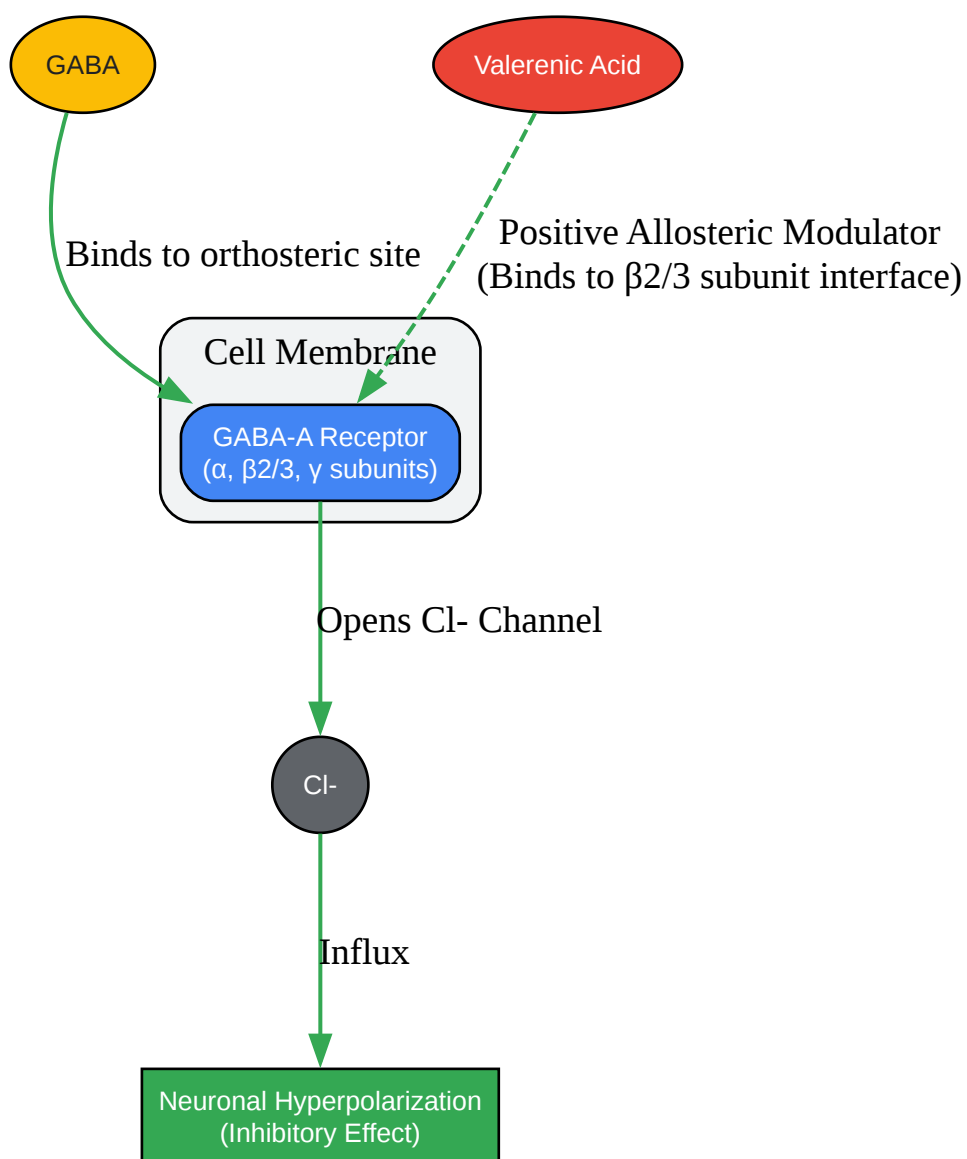 GABA
Valerenic Acid
Binds to orthosteric site
Positive Allosteric Modulator
(Binds to β2/3 subunit interface)
Cell Membrane
GABA-A Receptor
(α, β2/3, γ subunits)
Opens Cl- Channel
Cl-
Influx
Neuronal Hyperpolarization
(Inhibitory Effect)